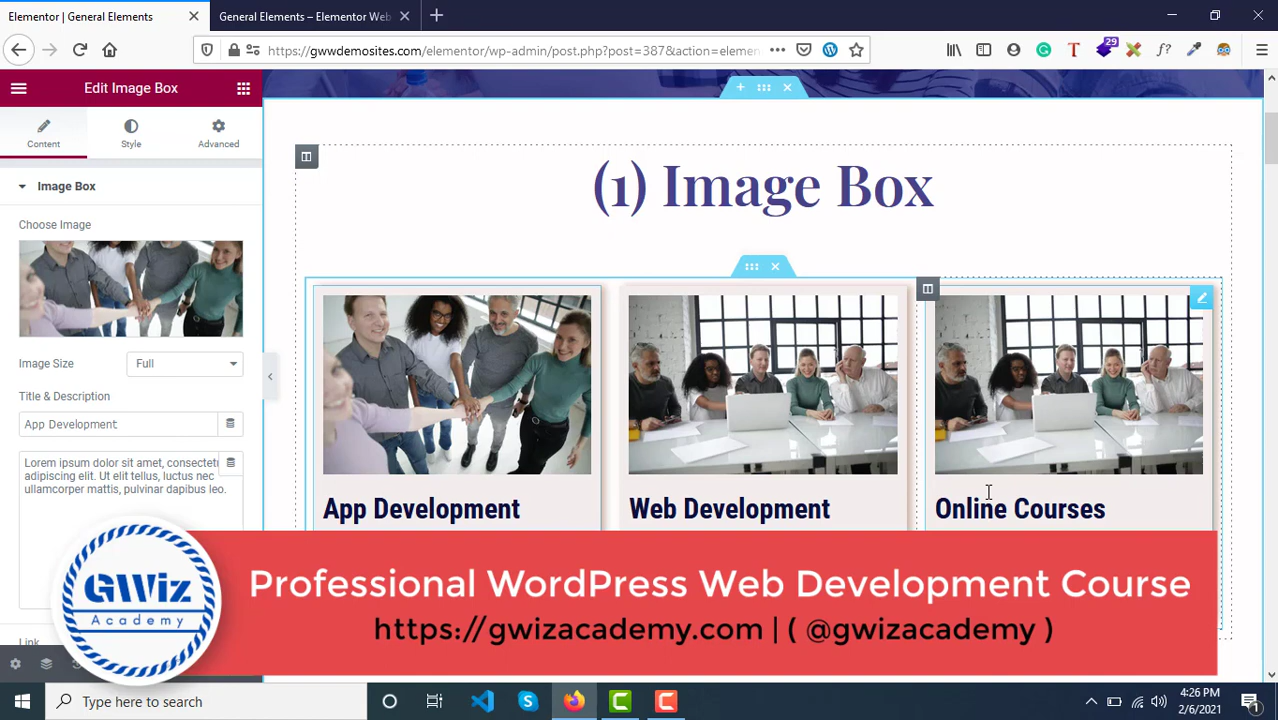 Elementor | General Elements
General Elements – Elementor Web
https://gwwdemosites.com/elementor/wp-admin/post.php?post=387&action=elemen
29
T
f?
Edit Image Box
Content
Style
Advanced
Image Box
Choose Image
Image Size
Full
Title & Description
App Development
Lorem ipsum dolor sit amet, consectetu
adipiscing elit. Ut elit tellus, luctus nec
ullamcorper mattis, pulvinar dapibus leo.
Link
(1) Image Box
App Development
Web Development
Online Courses
GWiz
Academy
Professional WordPress Web Development Course
https://gwizacademy.com | ( @gwizacademy )
Type here to search
4:26 PM
2/6/2021
1